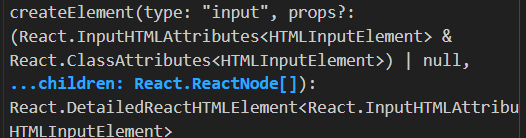 createElement(type: "input", props?:
(React.InputHTMLAttributes<HTMLInputElement> &
React.ClassAttributes<HTMLInputElement>) | null,
...children: React.ReactNode[]):
React.DetailedReactHTMLElement<React.InputHTMLAttribu
HTMLInputElement>